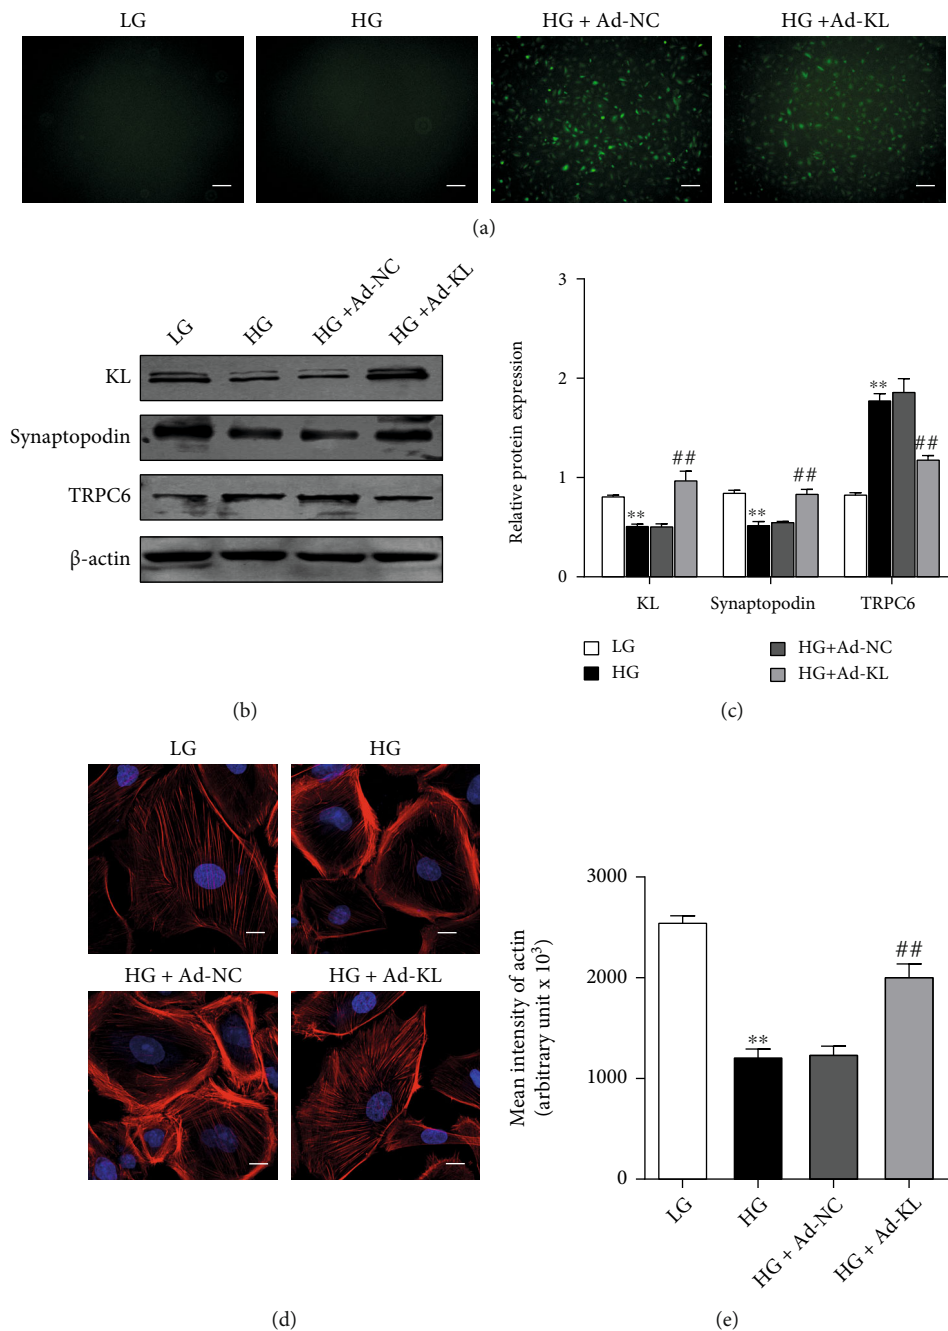 LG HG HG + Ad-NC HG +Ad-KL
(a)
LG HG HG +Ad-NC HG +Ad-KL
KL
Synaptopodin
TRPC6
β-actin
(b)
Relative protein expression
3
2
1
0
** ## ** ## ** ##
KL Synaptopodin TRPC6
LG HG+Ad-NC
HG HG+Ad-KL
(c)
LG HG
HG + Ad-NC HG + Ad-KL
(d)
Mean intensity of actin
(arbitrary unit x 10³)
3000
2000
1000
0
** ##
LG HG HG + Ad-NC HG + Ad-KL
(e)